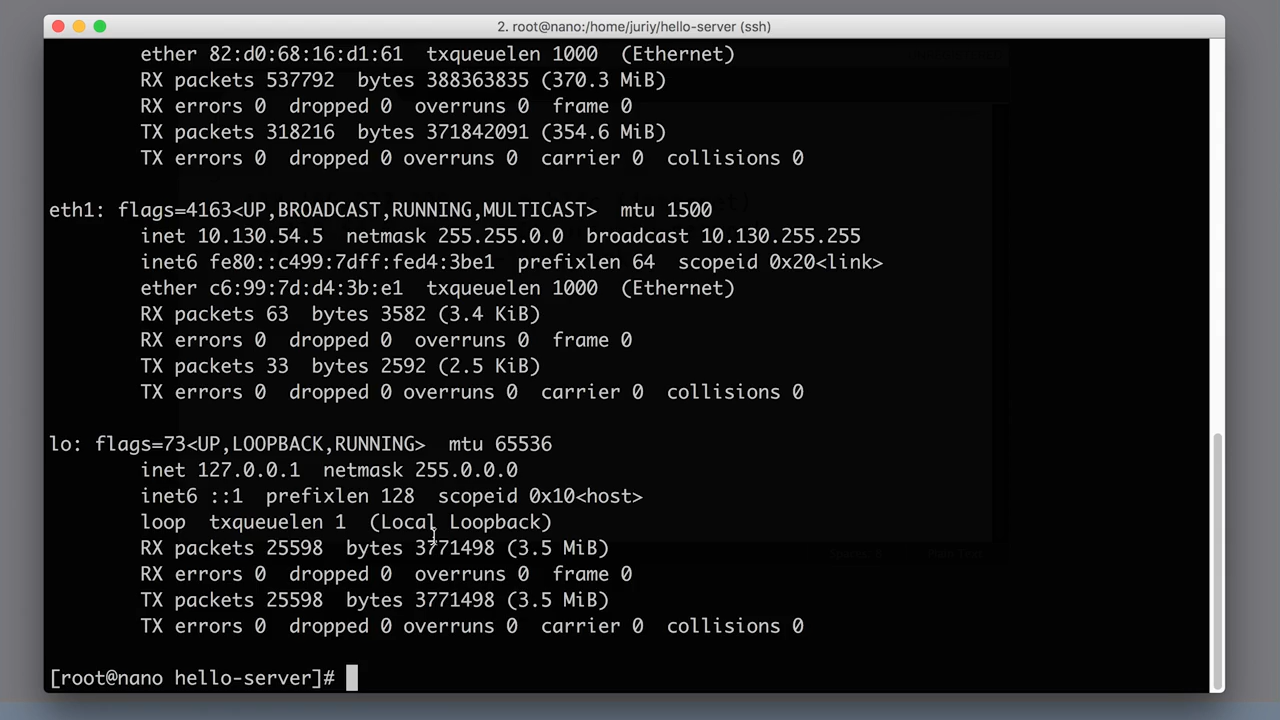 2. root@nano:/home/juriy/hello-server (ssh)
ether 82:d0:68:16:d1:61  txqueuelen 1000  (Ethernet)
RX packets 537792  bytes 388363835 (370.3 MiB)
RX errors 0  dropped 0  overruns 0  frame 0
TX packets 318216  bytes 371842091 (354.6 MiB)
TX errors 0  dropped 0 overruns 0  carrier 0  collisions 0
eth1: flags=4163<UP,BROADCAST,RUNNING,MULTICAST>  mtu 1500
inet 10.130.54.5  netmask 255.255.0.0  broadcast 10.130.255.255
inet6 fe80::c499:7dff:fed4:3be1  prefixlen 64  scopeid 0x20<link>
ether c6:99:7d:d4:3b:e1  txqueuelen 1000  (Ethernet)
RX packets 63  bytes 3582 (3.4 KiB)
RX errors 0  dropped 0  overruns 0  frame 0
TX packets 33  bytes 2592 (2.5 KiB)
TX errors 0  dropped 0 overruns 0  carrier 0  collisions 0
lo: flags=73<UP,LOOPBACK,RUNNING>  mtu 65536
inet 127.0.0.1  netmask 255.0.0.0
inet6 ::1  prefixlen 128  scopeid 0x10<host>
loop  txqueuelen 1  (Local Loopback)
RX packets 25598  bytes 3771498 (3.5 MiB)
RX errors 0  dropped 0  overruns 0  frame 0
TX packets 25598  bytes 3771498 (3.5 MiB)
TX errors 0  dropped 0 overruns 0  carrier 0  collisions 0
[root@nano hello-server]#